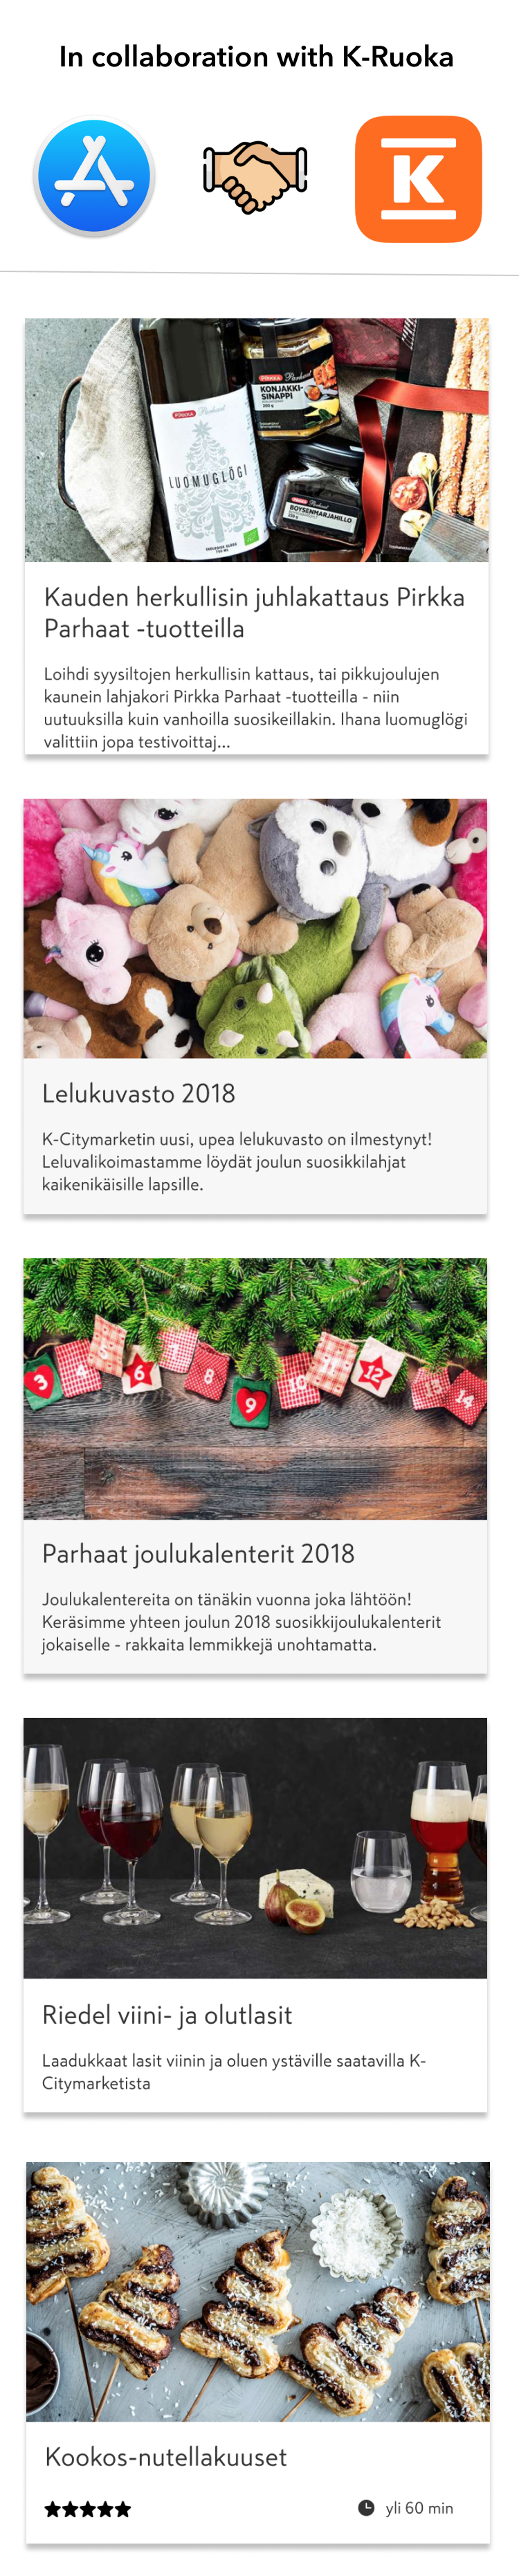 In collaboration with K-Ruoka
K
PIRKKA Parhaat
KONJAKKI-
SINAPPI
200 g
PIRKKA Parhaat
LUOMUGLÖGI
BOYSENMARJAHILLO
Kauden herkullisin juhlakattaus Pirkka
Parhaat -tuotteilla
Loihdi syysiltojen herkullisin kattaus, tai pikkujoulujen
kaunein lahjakori Pirkka Parhaat -tuotteilla - niin
uutuuksilla kuin vanhoilla suosikeillakin. Ihana luomuglögi
valittiin jopa testivoittaj...
Lelukuvasto 2018
K-Citymarketin uusi, upea lelukuvasto on ilmestynyt!
Leluvalikoimastamme löydät joulun suosikkilahjat
kaikenikäisille lapsille.
3 4 5 6 7 8 9 10 11 12 13 14
Parhaat joulukalenterit 2018
Joulukalentereita on tänäkin vuonna joka lähtöön!
Keräsimme yhteen joulun 2018 suosikkijoulukalenterit
jokaiselle - rakkaita lemmikkejä unohtamatta.
Riedel viini- ja olutlasit
Laadukkaat lasit viinin ja oluen ystäville saatavilla K-
Citymarketista
Kookos-nutellakuuset
yli 60 min